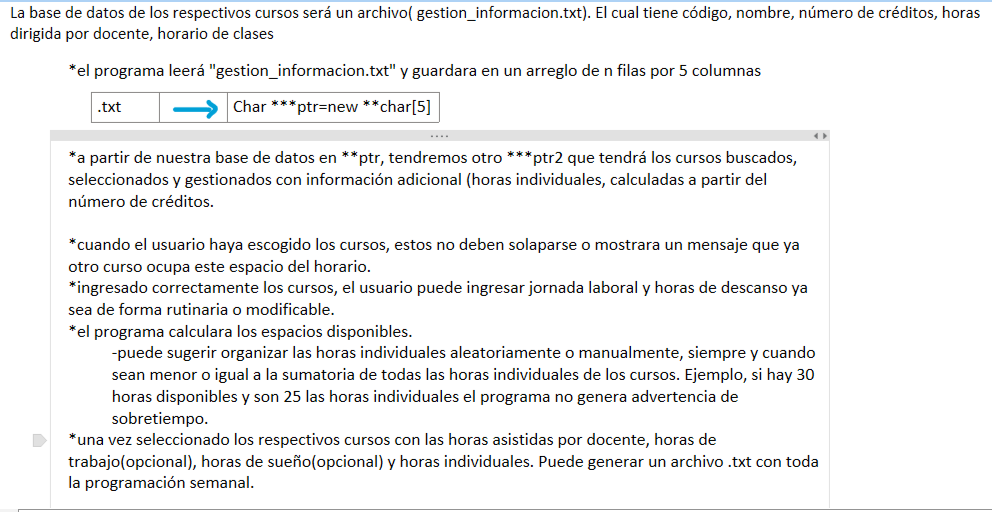 La base de datos de los respectivos cursos será un archivo( gestion_informacion.txt). El cual tiene código, nombre, número de créditos, horas
dirigida por docente, horario de clases
*el programa leerá "gestion_informacion.txt" y guardara en un arreglo de n filas por 5 columnas
.txt Char ***ptr=new **char[5]
*a partir de nuestra base de datos en **ptr, tendremos otro ***ptr2 que tendrá los cursos buscados,
seleccionados y gestionados con información adicional (horas individuales, calculadas a partir del
número de créditos.
*cuando el usuario haya escogido los cursos, estos no deben solaparse o mostrara un mensaje que ya
otro curso ocupa este espacio del horario.
*ingresado correctamente los cursos, el usuario puede ingresar jornada laboral y horas de descanso ya
sea de forma rutinaria o modificable.
*el programa calculara los espacios disponibles.
-puede sugerir organizar las horas individuales aleatoriamente o manualmente, siempre y cuando
sean menor o igual a la sumatoria de todas las horas individuales de los cursos. Ejemplo, si hay 30
horas disponibles y son 25 las horas individuales el programa no genera advertencia de
sobretiempo.
*una vez seleccionado los respectivos cursos con las horas asistidas por docente, horas de
trabajo(opcional), horas de sueño(opcional) y horas individuales. Puede generar un archivo .txt con toda
la programación semanal.